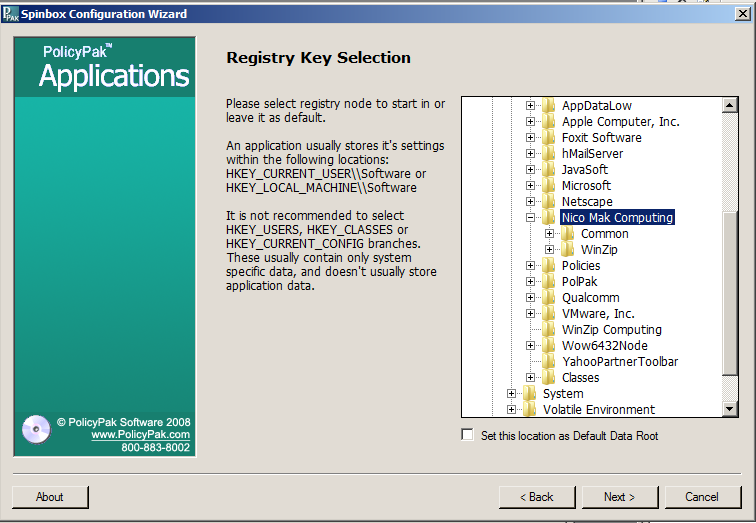 Spinbox Configuration Wizard
PolicyPak™
Applications
Registry Key Selection
Please select registry node to start in or
leave it as default.
An application usually stores it's settings
within the following locations:
HKEY_CURRENT_USER\\Software or
HKEY_LOCAL_MACHINE\\Software
It is not recommended to select
HKEY_USERS, HKEY_CLASSES or
HKEY_CURRENT_CONFIG branches.
These usually contain only system
specific data, and doesn't usually store
application data.
AppDataLow
Apple Computer, Inc.
Foxit Software
hMailServer
JavaSoft
Microsoft
Netscape
Nico Mak Computing
Common
WinZip
Policies
PolPak
Qualcomm
VMware, Inc.
WinZip Computing
Wow6432Node
YahooPartnerToolbar
Classes
System
Volatile Environment
Set this location as Default Data Root
© PolicyPak Software 2008
www.PolicyPak.com
800-883-8002
About
< Back
Next >
Cancel